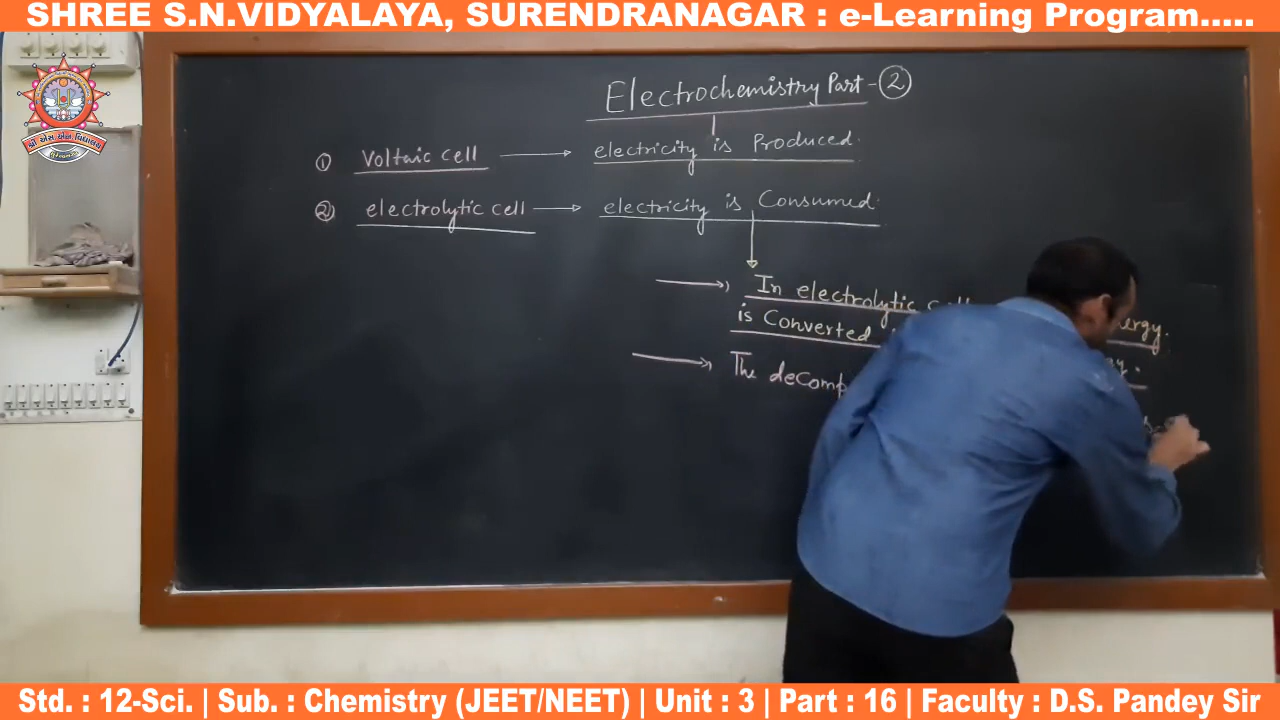 SHREE S.N.VIDYALAYA, SURENDRANAGAR : e-Learning Program.....
Electrochemistry Part-②
① Voltaic cell → electricity is Produced.
② electrolytic cell → electricity is Consumed.
In electrolytic
is Converted
The decomp
Std. : 12-Sci. | Sub. : Chemistry (JEET/NEET) | Unit : 3 | Part : 16 | Faculty : D.S. Pandey Sir